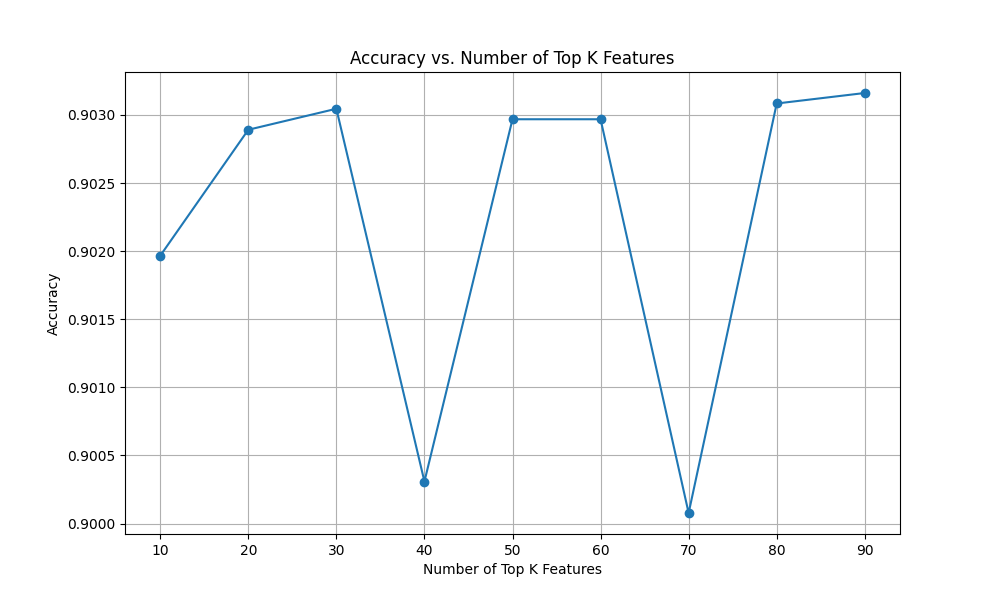 Accuracy vs. Number of Top K Features
Accuracy
0.9030
0.9025
0.9020
0.9015
0.9010
0.9005
0.9000
10 20 30 40 50 60 70 80 90
Number of Top K Features